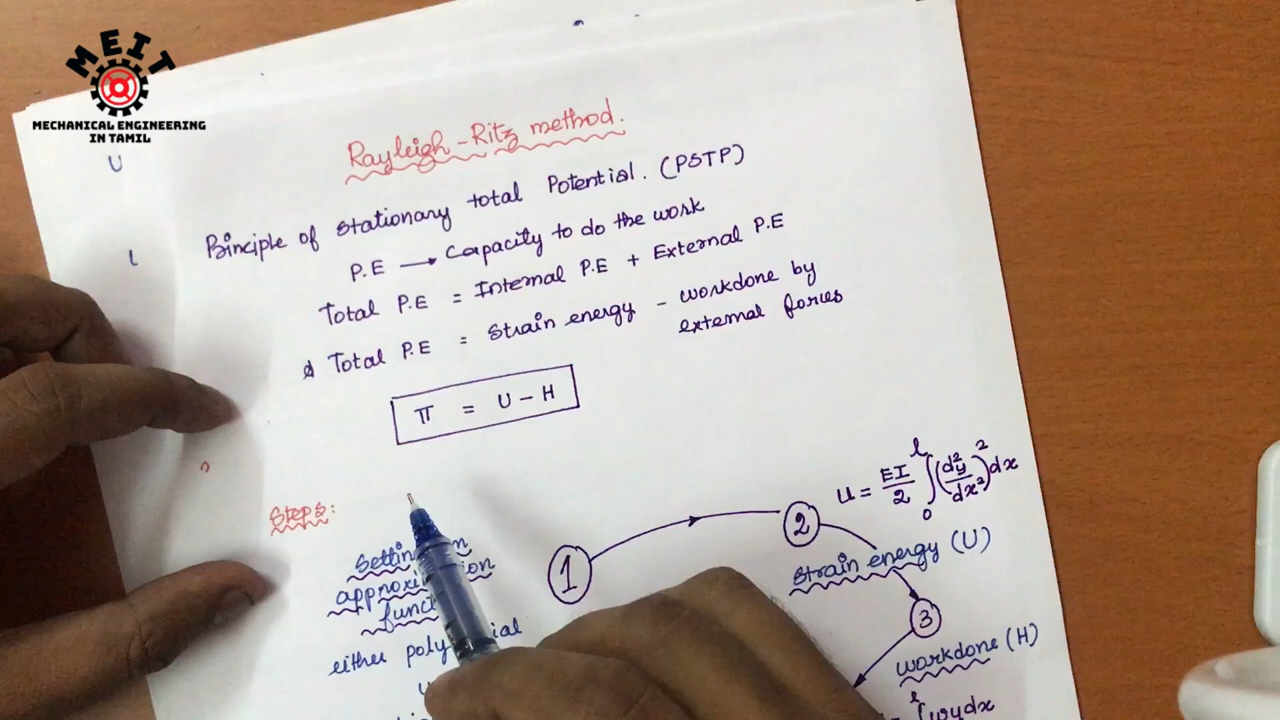 MEIT
MECHANICAL ENGINEERING
IN TAMIL
U
Rayleigh-Ritz method.
Principle of stationary total Potential. (PSTP)
P.E → Capacity to do the work
Total P.E = Internal P.E + External P.E
Total P.E = Strain energy - workdone by
external forces
π = U - H
Steps:
approximation
either
1
2
U = EI/2 ∫₀ˡ (d²y/dx²)² dx
Strain energy (U)
3
workdone (H)
∫ˡ wydx